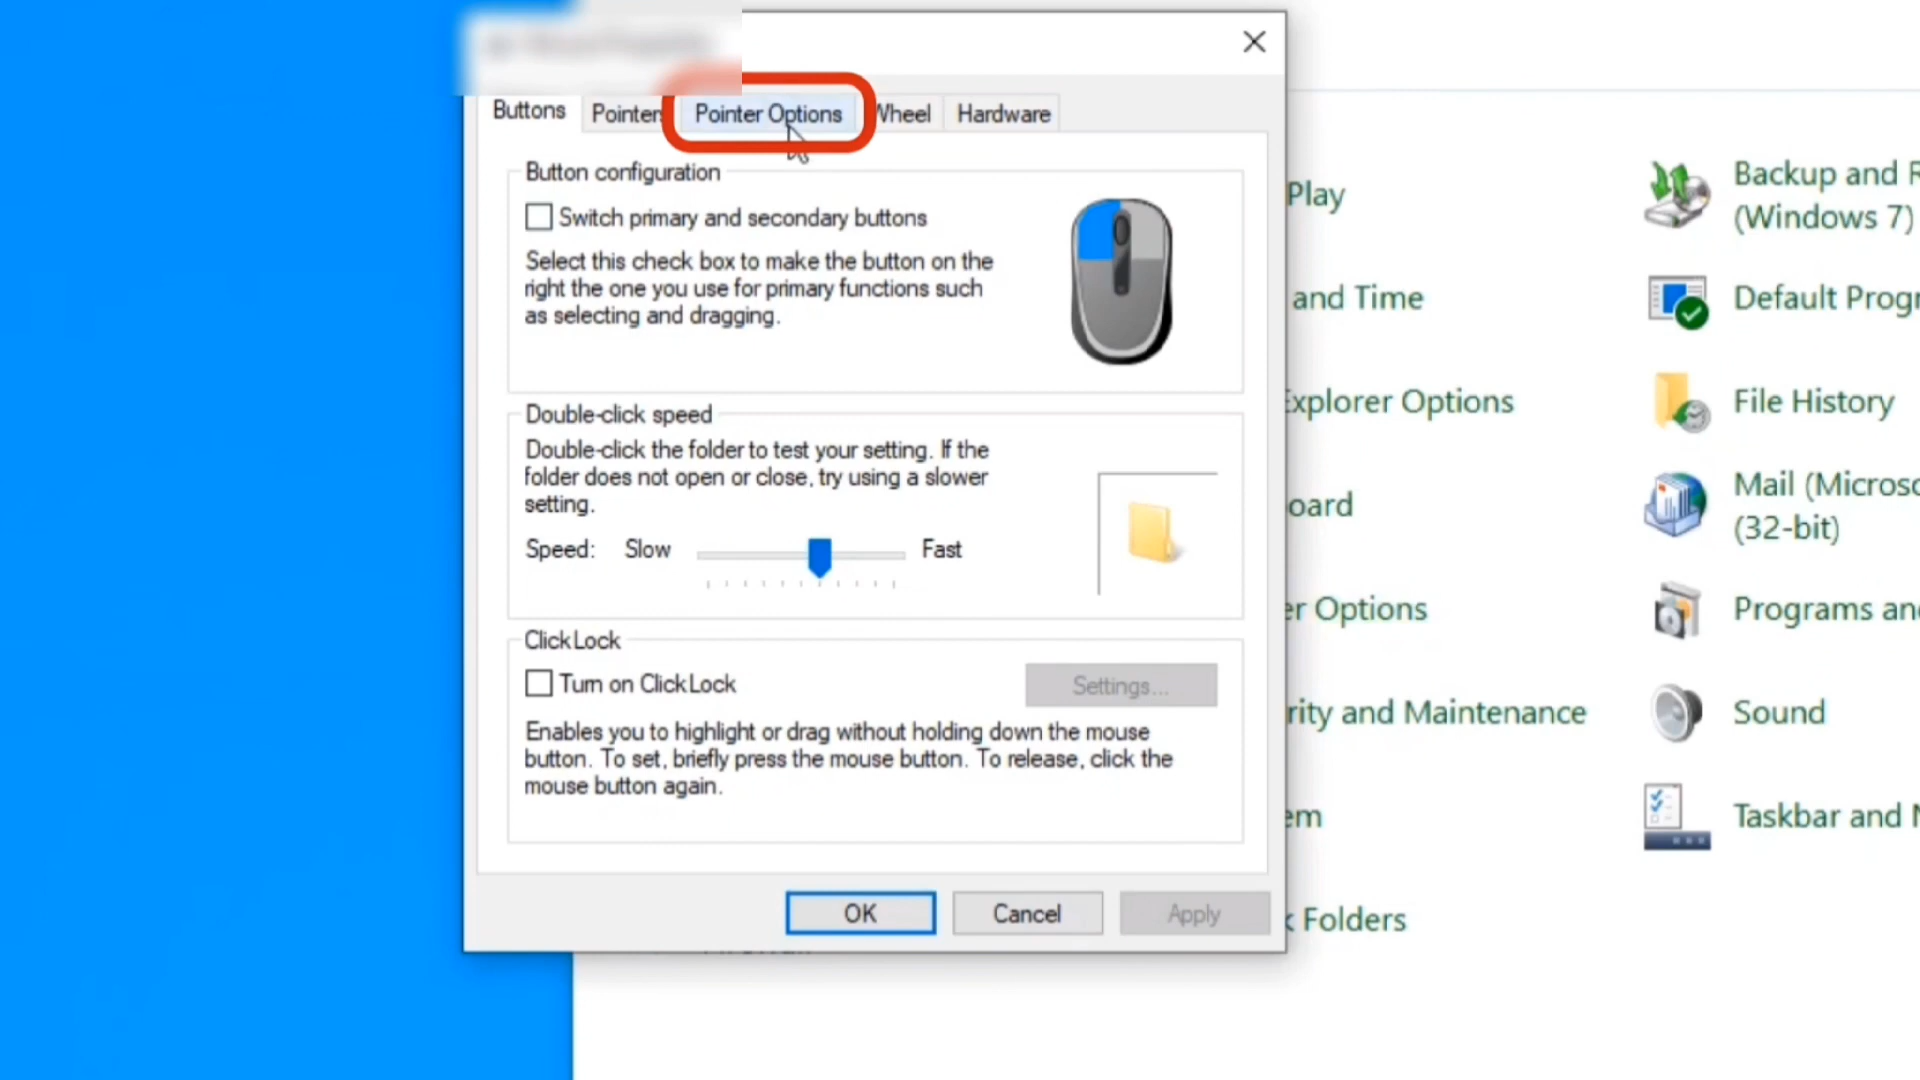 Buttons
Pointers
Pointer Options
Wheel
Hardware
Button configuration
Switch primary and secondary buttons
Select this check box to make the button on the
right the one you use for primary functions such
as selecting and dragging.
Double-click speed
Double-click the folder to test your setting. If the
folder does not open or close, try using a slower
setting.
Speed: Slow Fast
ClickLock
Turn on ClickLock
Settings...
Enables you to highlight or drag without holding down the mouse
button. To set, briefly press the mouse button. To release, click the
mouse button again.
OK
Cancel
Apply
Play
and Time
Explorer Options
oard
er Options
rity and Maintenance
em
Folders
Backup and R
(Windows 7)
Default Progr
File History
Mail (Microso
(32-bit)
Programs an
Sound
Taskbar and N